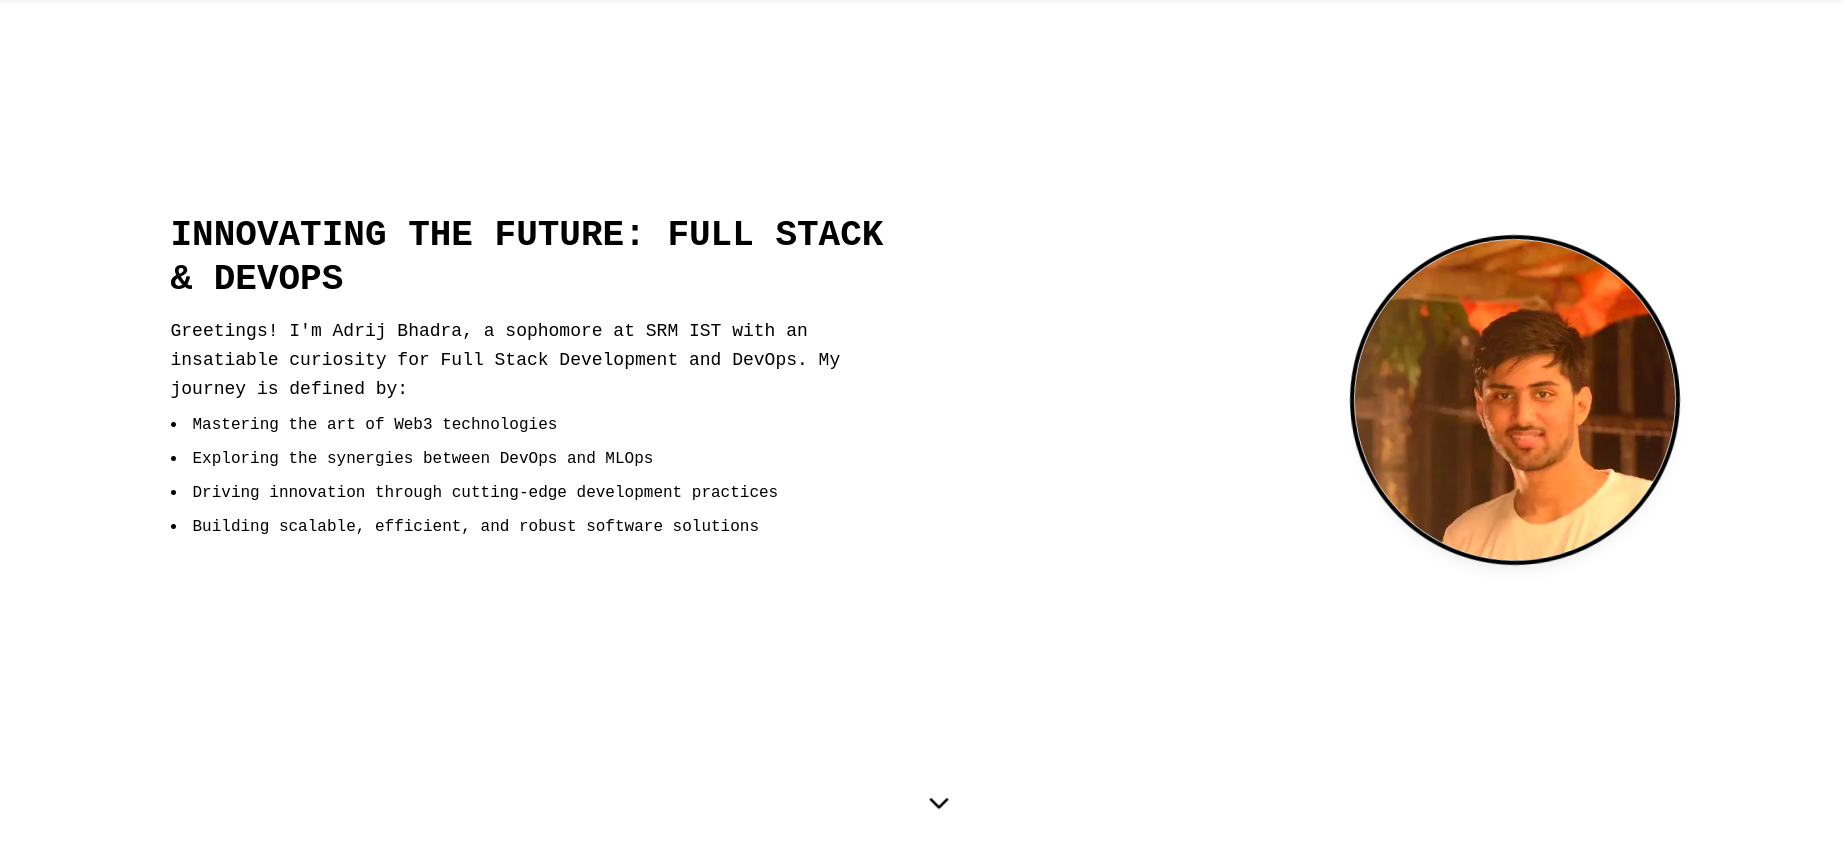 INNOVATING THE FUTURE: FULL STACK
& DEVOPS
Greetings! I'm Adrij Bhadra, a sophomore at SRM IST with an
insatiable curiosity for Full Stack Development and DevOps. My
journey is defined by:
• Mastering the art of Web3 technologies
• Exploring the synergies between DevOps and MLOps
• Driving innovation through cutting-edge development practices
• Building scalable, efficient, and robust software solutions